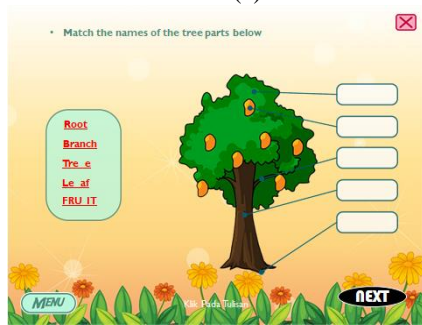 • Match the names of the tree parts below
Root
Branch
Tre e
Le af
FRU IT
MENU
Klik Pada Tulisan
NEXT